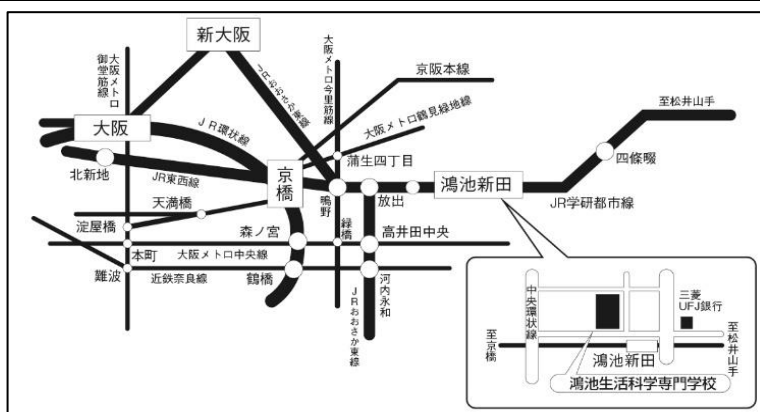 新大阪
大阪メトロ
御堂筋線
大阪
JR環状線
JRおおさか東線
大阪メトロ今里筋線
京阪本線
大阪メトロ鶴見緑地線
至松井山手
蒲生四丁目
四條畷
北新地
JR東西線
京橋
鴫野
放出
鴻池新田
JR学研都市線
天満橋
淀屋橋
森ノ宮
緑橋
高井田中央
本町
大阪メトロ中央線
難波
近鉄奈良線
鶴橋
河内永和
JRおおさか東線
中央環状線
三菱
UFJ銀行
至京橋
至松井山手
鴻池新田
鴻池生活科学専門学校